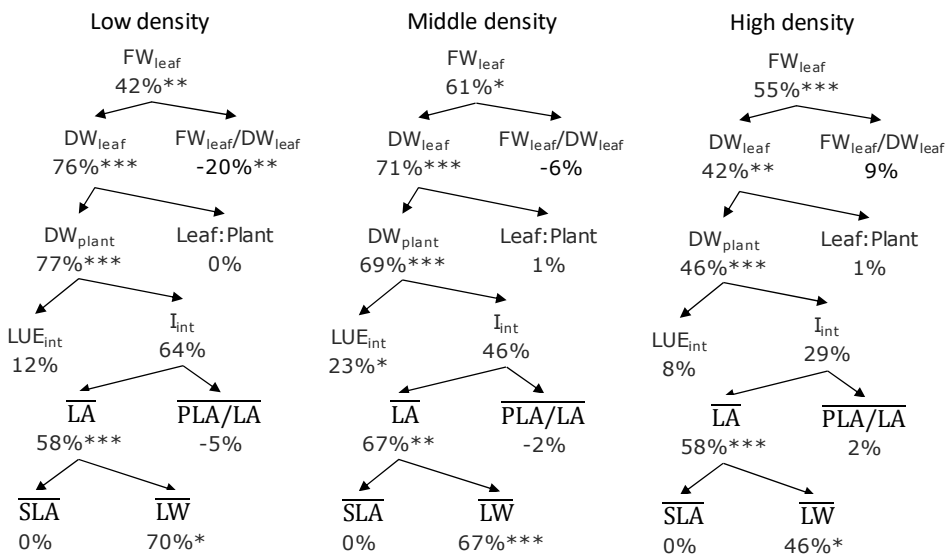 Low density
FW_leaf
42%**
DW_leaf
76%***
FW_leaf/DW_leaf
-20%**
DW_plant
77%***
Leaf:Plant
0%
LUE_int
12%
I_int
64%
LA
58%***
PLA/LA
-5%
SLA
0%
LW
70%*
Middle density
FW_leaf
61%*
DW_leaf
71%***
FW_leaf/DW_leaf
-6%
DW_plant
69%***
Leaf:Plant
1%
LUE_int
23%*
I_int
46%
LA
67%**
PLA/LA
-2%
SLA
0%
LW
67%***
High density
FW_leaf
55%***
DW_leaf
42%**
FW_leaf/DW_leaf
9%
DW_plant
46%***
Leaf:Plant
1%
LUE_int
8%
I_int
29%
LA
58%***
PLA/LA
2%
SLA
0%
LW
46%*